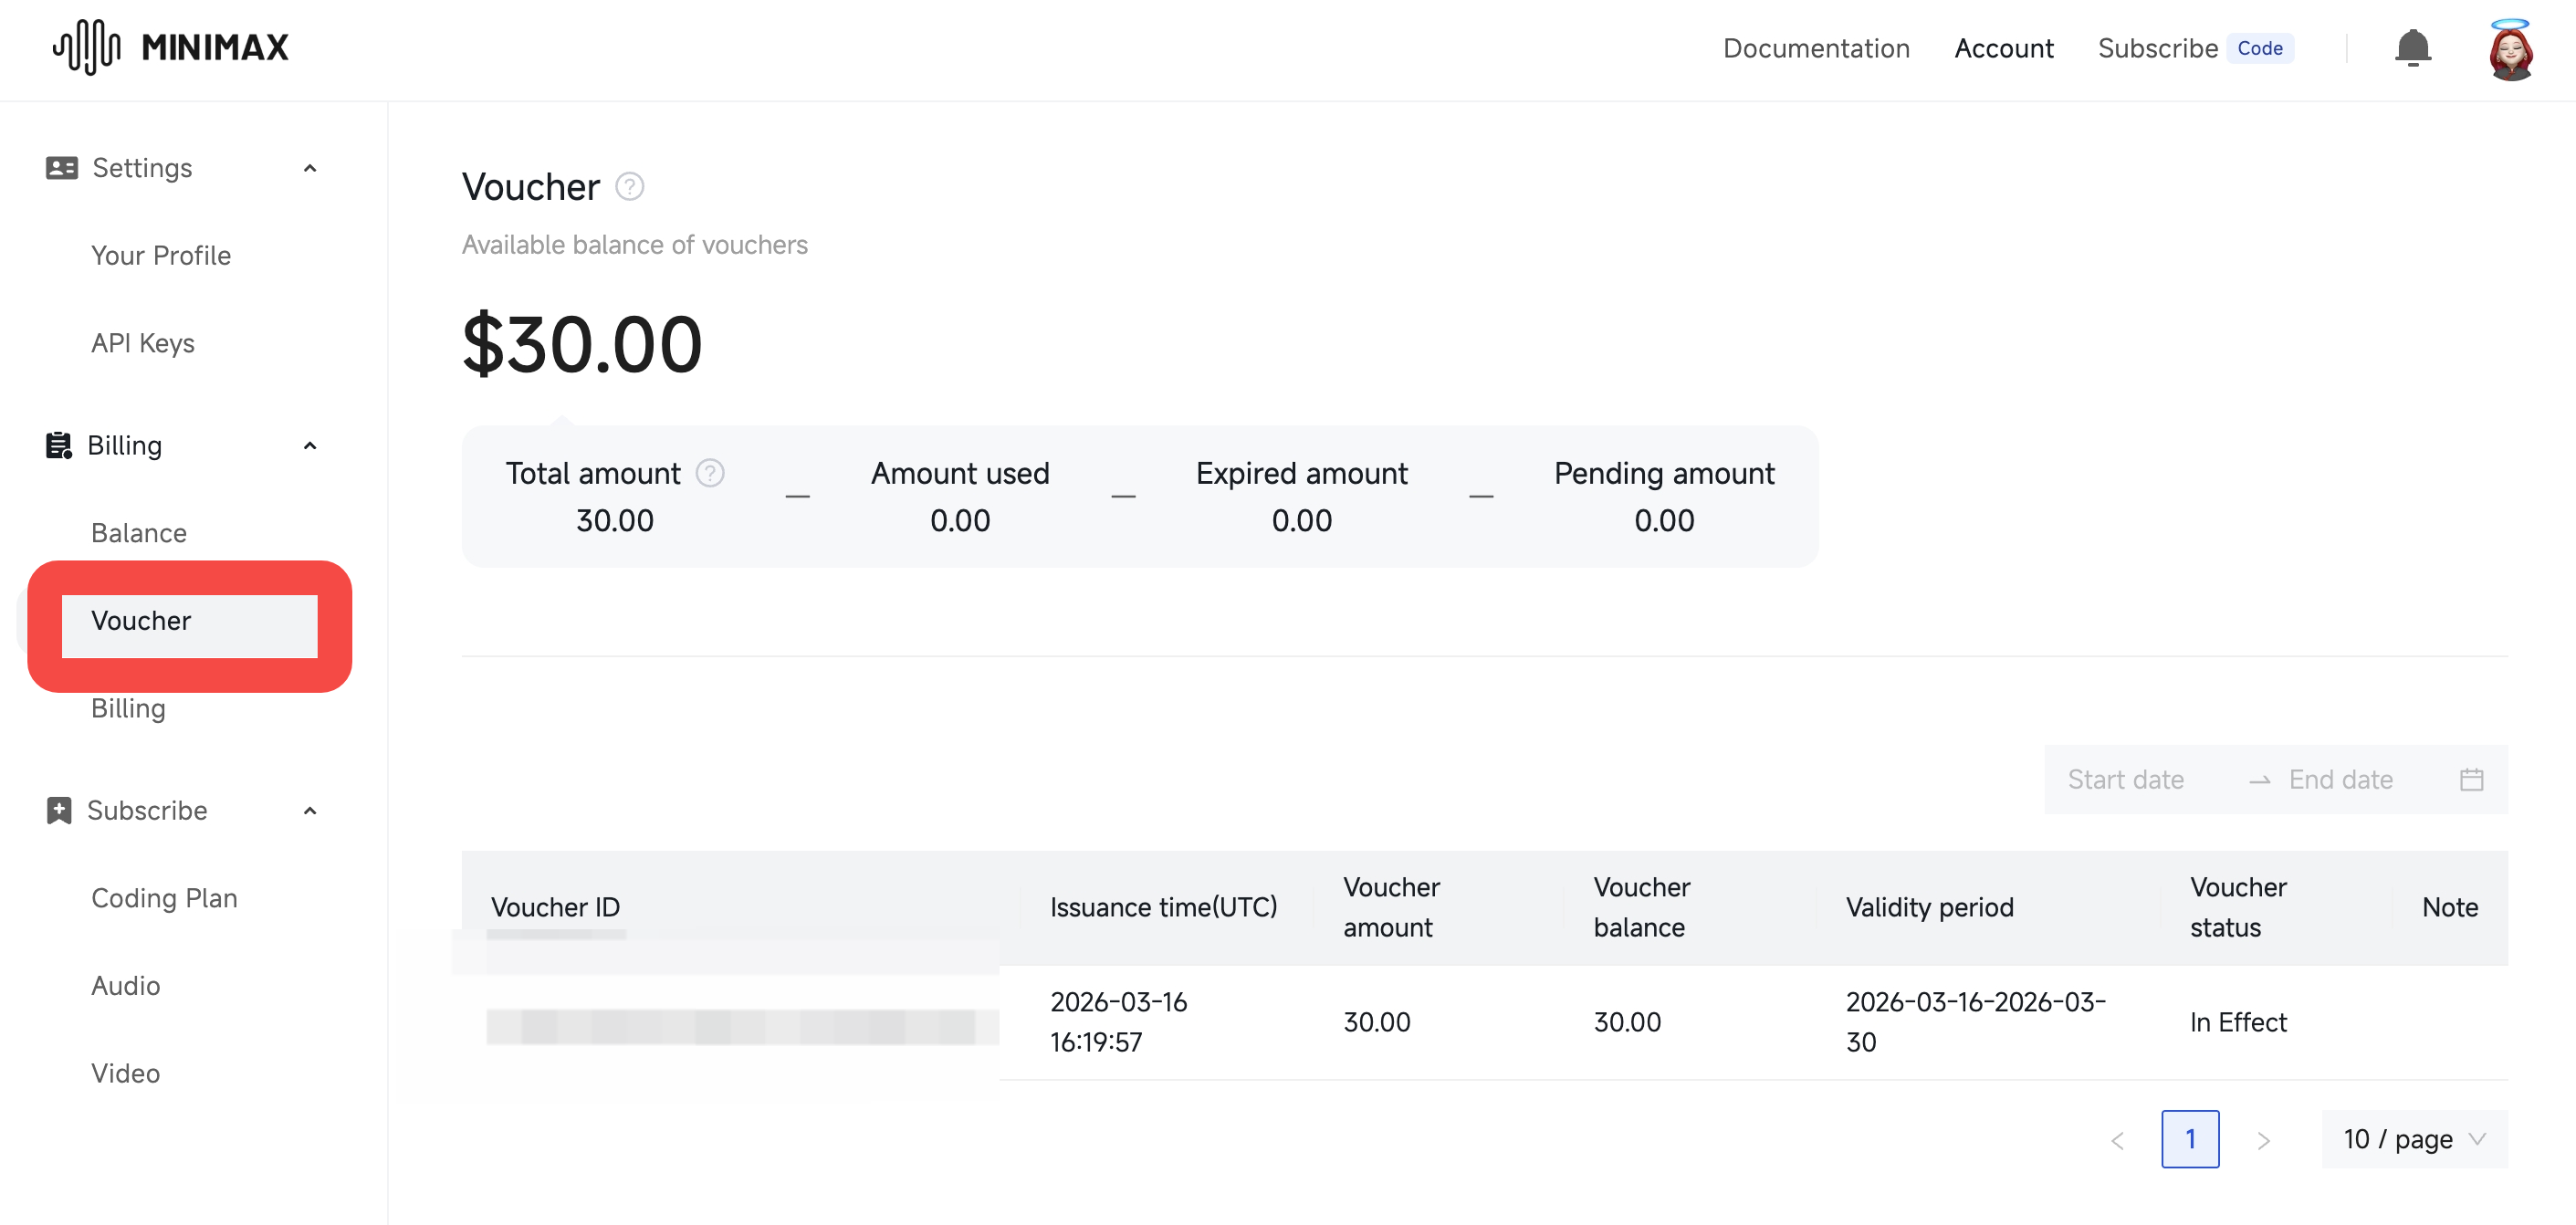 MINIMAX
Documentation
Account
Subscribe Code
Settings
Your Profile
API Keys
Billing
Balance
Voucher
Billing
Subscribe
Coding Plan
Audio
Video
Voucher ?
Available balance of vouchers
$30.00
Total amount ? — Amount used — Expired amount — Pending amount
30.00 0.00 0.00 0.00
Start date → End date
Voucher ID Issuance time(UTC) Voucher amount Voucher balance Validity period Voucher status Note
2026-03-16 16:19:57 30.00 30.00 2026-03-16-2026-03-30 In Effect
< 1 > 10 / page